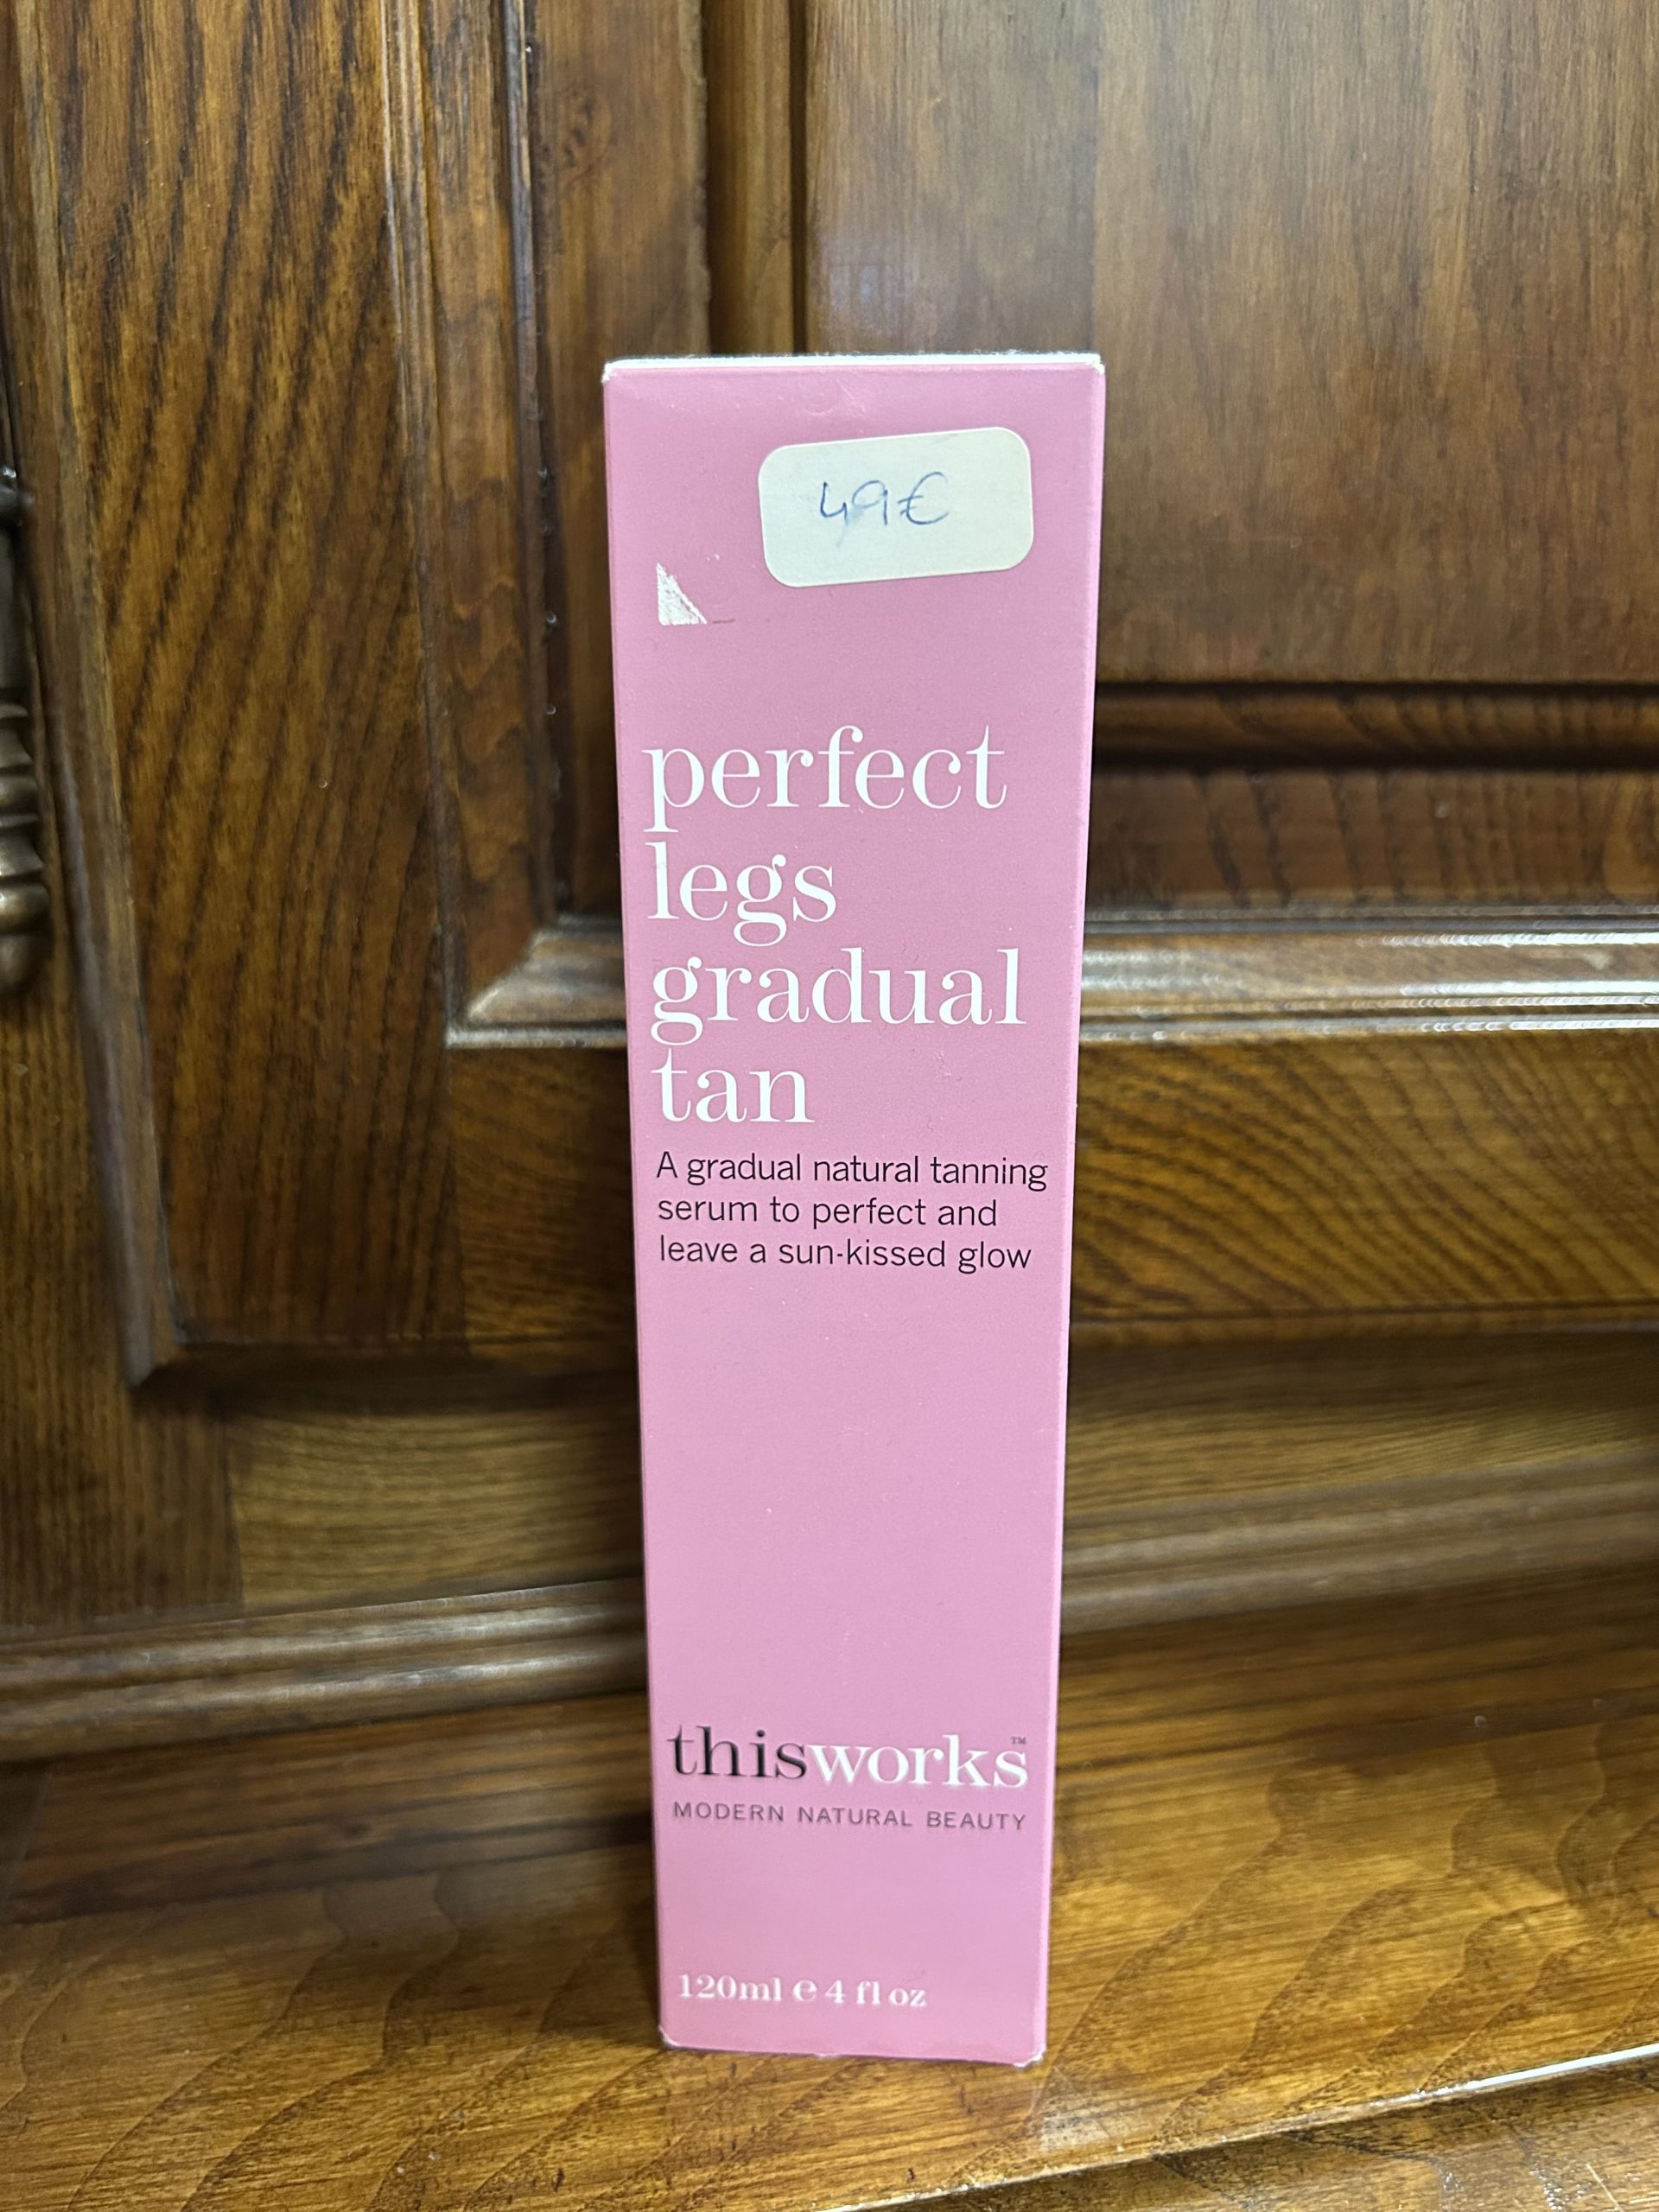 49€
perfect
legs
gradual
tan
A gradual natural tanning
serum to perfect and
leave a sun-kissed glow
thisworks™
MODERN NATURAL BEAUTY
120ml ℮ 4 fl oz